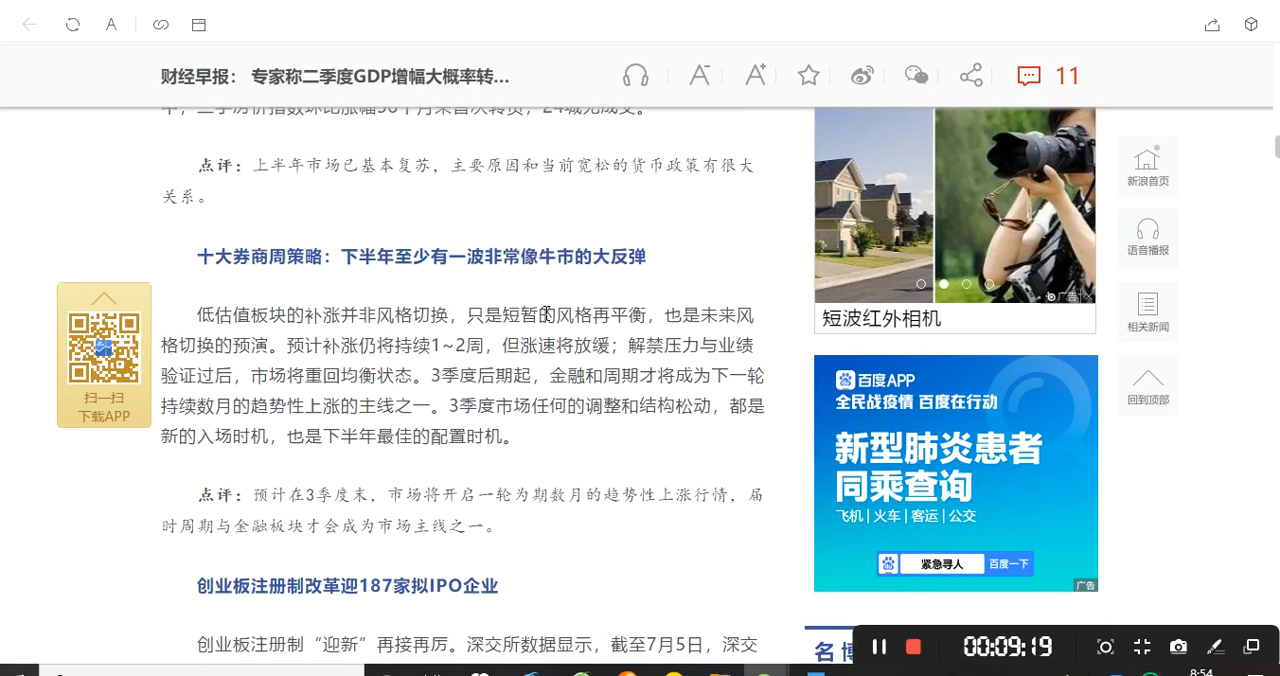 A
财经早报： 专家称二季度GDP增幅大概率转...
A-
A+
11
点评：上半年市场已基本复苏，主要原因和当前宽松的货币政策有很大
关系。
十大券商周策略：下半年至少有一波非常像牛市的大反弹
低估值板块的补涨并非风格切换，只是短暂的风格再平衡，也是未来风
格切换的预演。预计补涨仍将持续1~2周，但涨速将放缓；解禁压力与业绩
验证过后，市场将重回均衡状态。3季度后期起，金融和周期才将成为下一轮
持续数月的趋势性上涨的主线之一。3季度市场任何的调整和结构松动，都是
新的入场时机，也是下半年最佳的配置时机。
点评：预计在3季度末，市场将开启一轮为期数月的趋势性上涨行情，届
时周期与金融板块才会成为市场主线之一。
创业板注册制改革迎187家拟IPO企业
创业板注册制“迎新”再接再厉。深交所数据显示，截至7月5日，深交
扫一扫
下载APP
广告
短波红外相机
百度APP
全民战疫情 百度在行动
新型肺炎患者
同乘查询
飞机|火车|客运|公交
紧急寻人
百度一下
广告
名博
新浪首页
语音播报
相关新闻
回到顶部
00:09:19
8:54